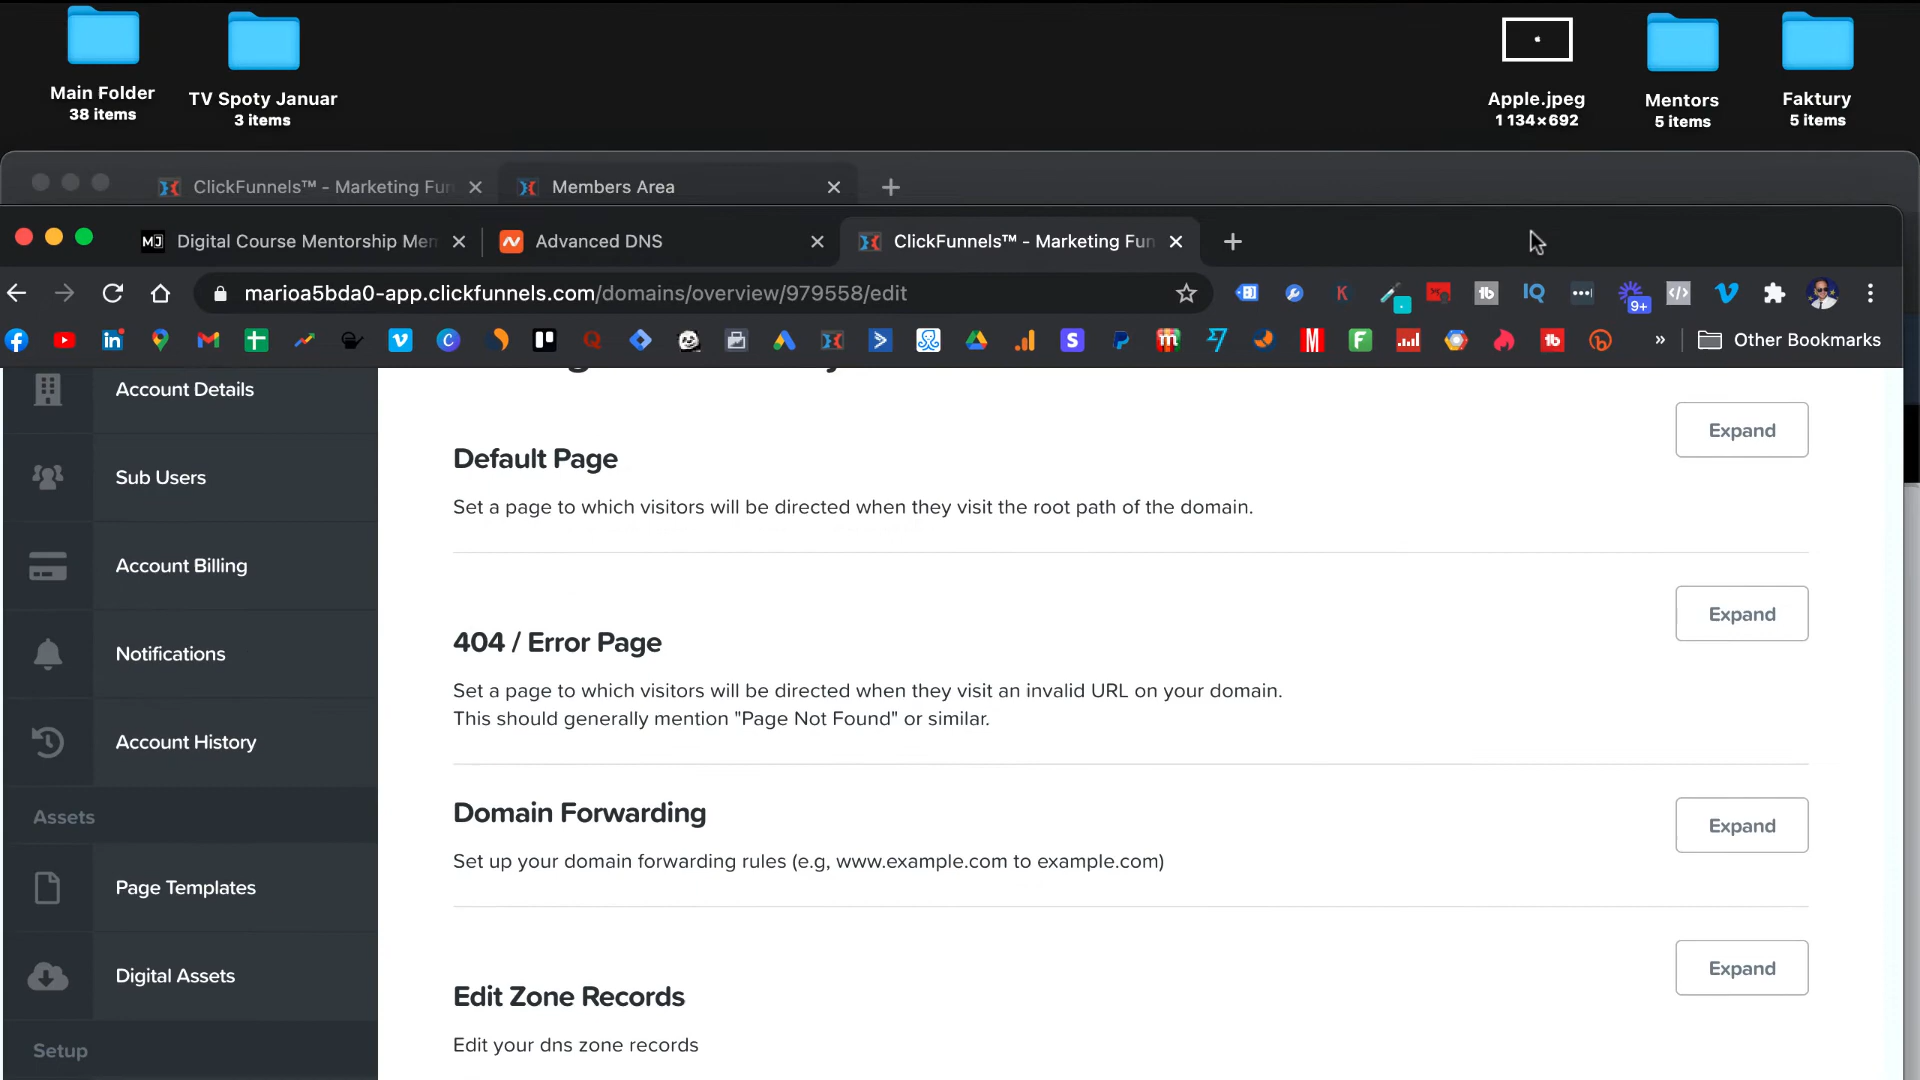 Main Folder
38 items
TV Spoty Januar
3 items
Apple.jpeg
1 134×692
Mentors
5 items
Faktury
5 items
ClickFunnels™ - Marketing Fun
Members Area
Digital Course Mentorship Mem
Advanced DNS
ClickFunnels™ - Marketing Fun
marioa5bda0-app.clickfunnels.com/domains/overview/979558/edit
9+
Other Bookmarks
Account Details
Sub Users
Account Billing
Notifications
Account History
Assets
Page Templates
Digital Assets
Setup
Expand
Default Page
Set a page to which visitors will be directed when they visit the root path of the domain.
Expand
404 / Error Page
Set a page to which visitors will be directed when they visit an invalid URL on your domain.
This should generally mention "Page Not Found" or similar.
Domain Forwarding
Expand
Set up your domain forwarding rules (e.g, www.example.com to example.com)
Expand
Edit Zone Records
Edit your dns zone records